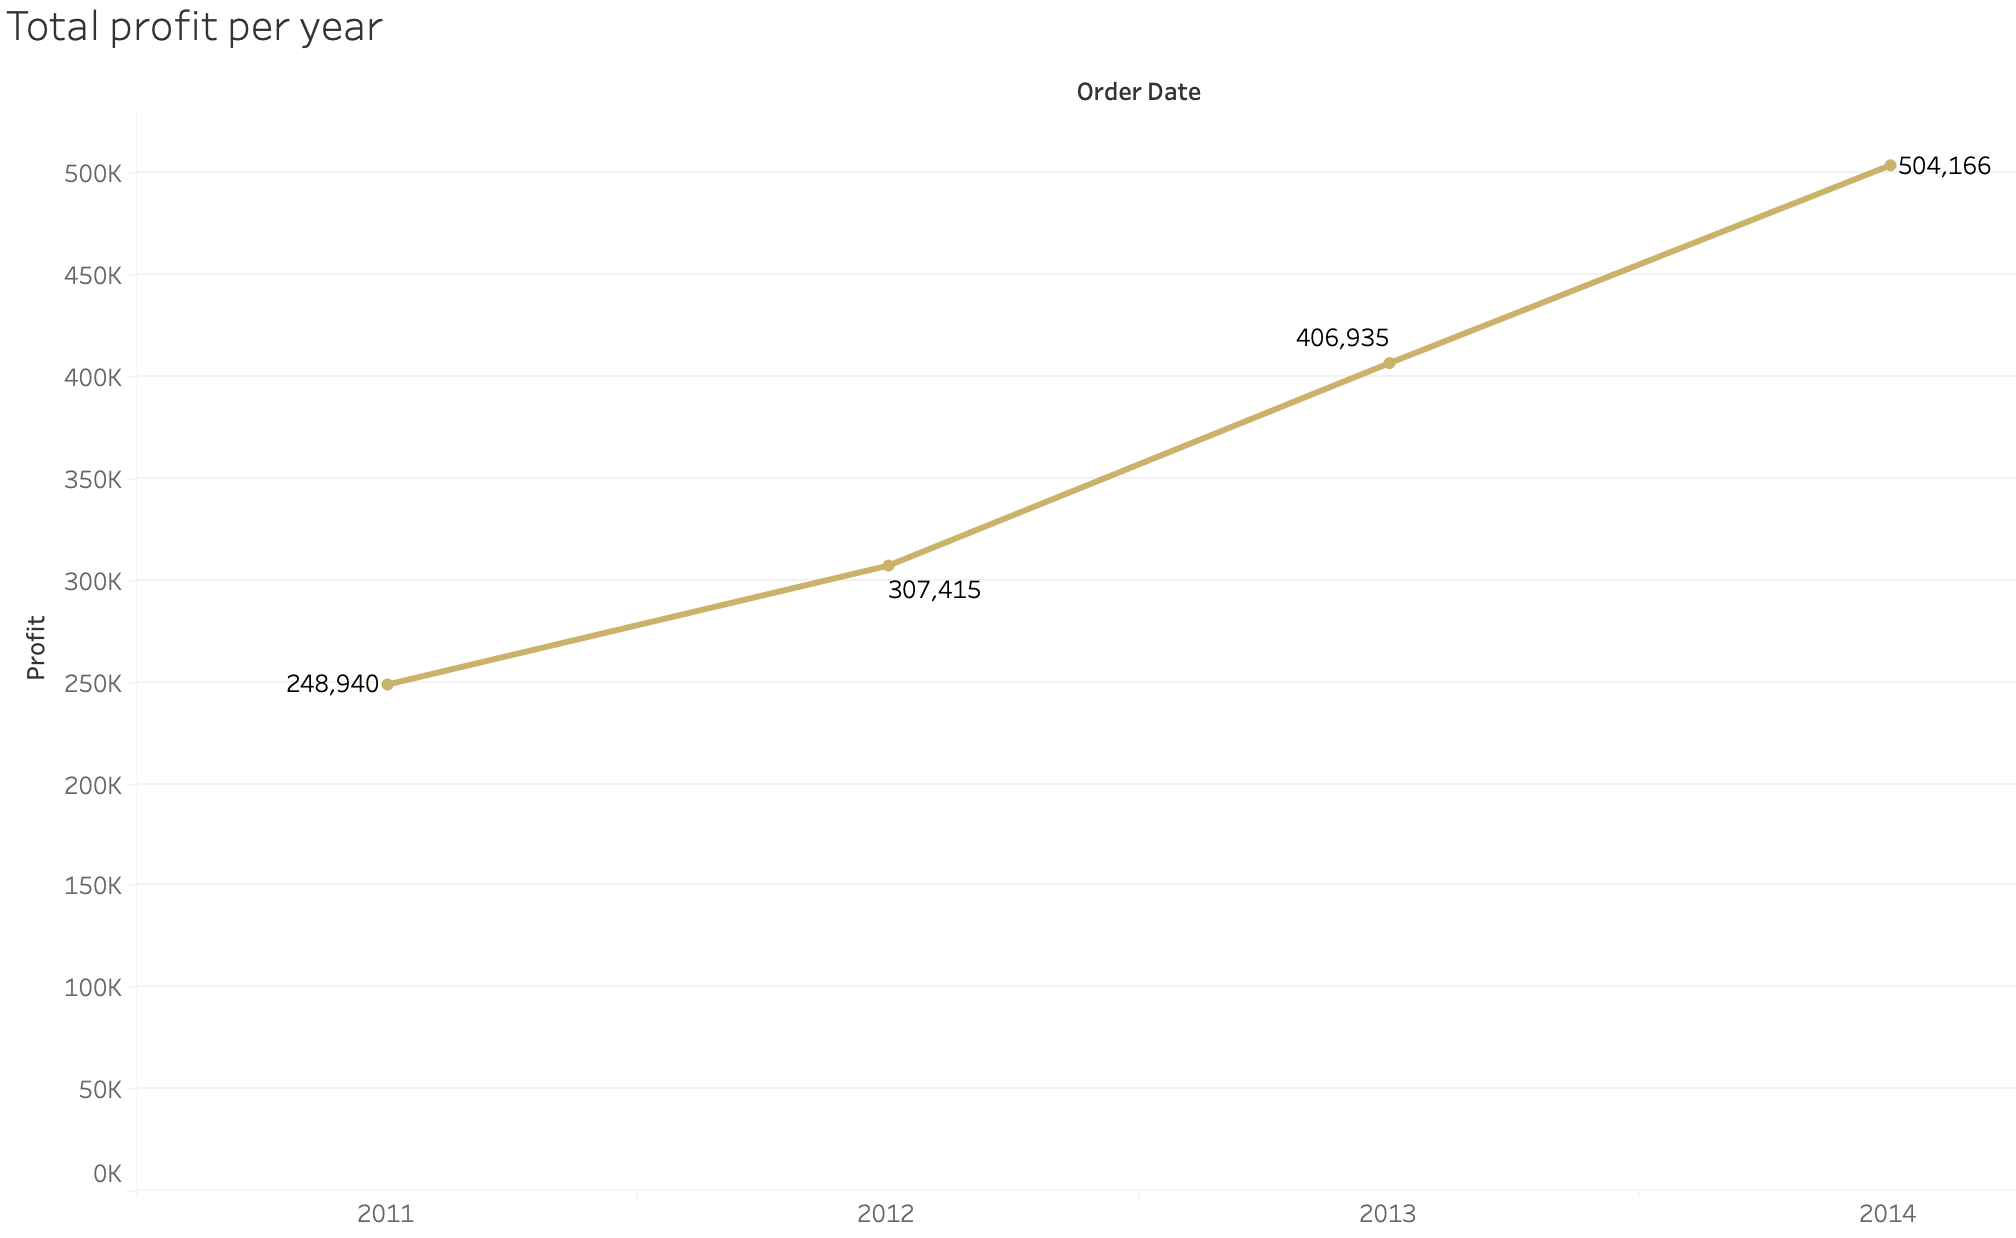 Total profit per year
Order Date
500K
504,166
450K
406,935
400K
350K
300K
307,415
Profit
250K
248,940
200K
150K
100K
50K
0K
2011
2012
2013
2014